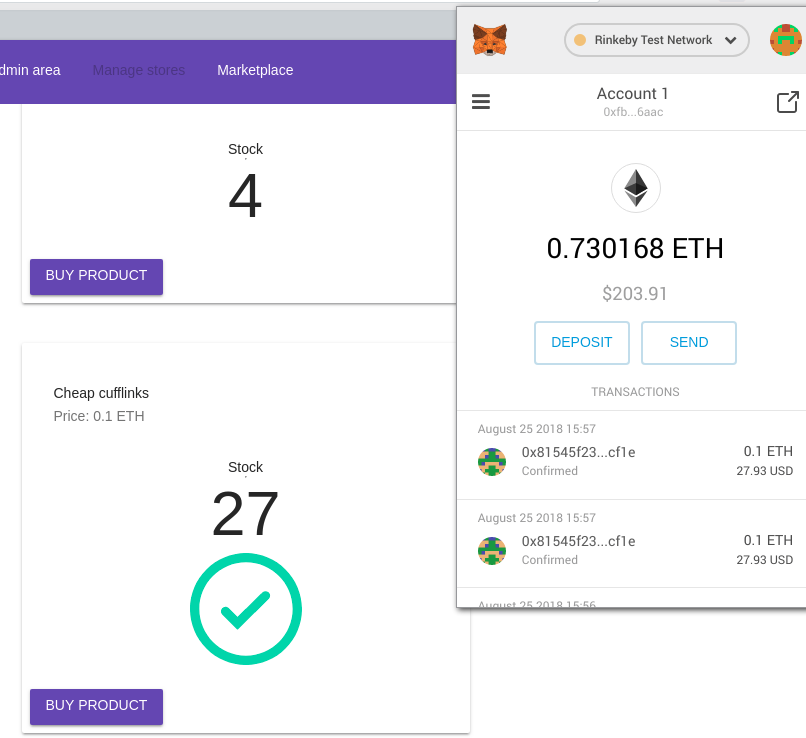 dmin area
Manage stores
Marketplace
Stock
4
BUY PRODUCT
Cheap cufflinks
Price: 0.1 ETH
Stock
27
BUY PRODUCT
Rinkeby Test Network
Account 1
0xfb...6aac
0.730168 ETH
$203.91
DEPOSIT
SEND
TRANSACTIONS
August 25 2018 15:57
0x81545f23...cf1e
0.1 ETH
Confirmed
27.93 USD
August 25 2018 15:57
0x81545f23...cf1e
0.1 ETH
Confirmed
27.93 USD
August 25 2018 15:56